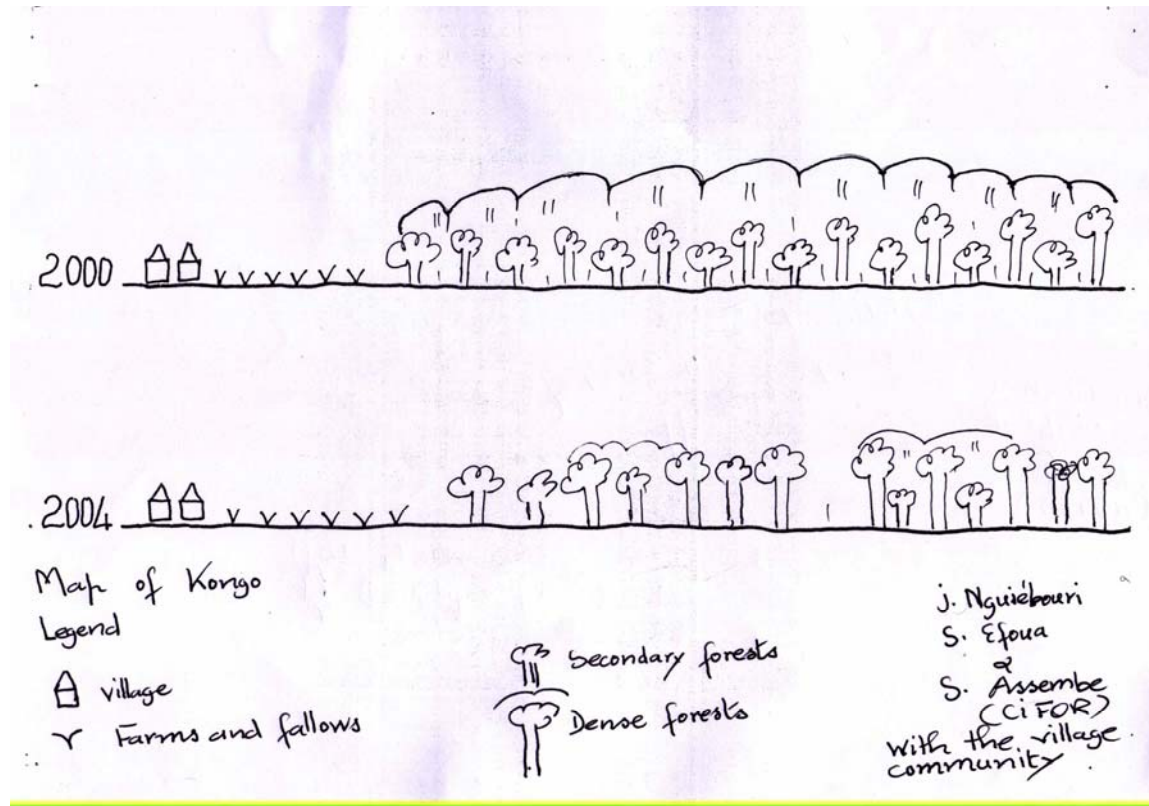 2000
2004
Map of Kongo
Legend
village
Farms and fallows
Secondary forests
Dense forests
J. Nguiébouri
S. Efoua
&
S. Assembe
(CiFOR)
With the village
community